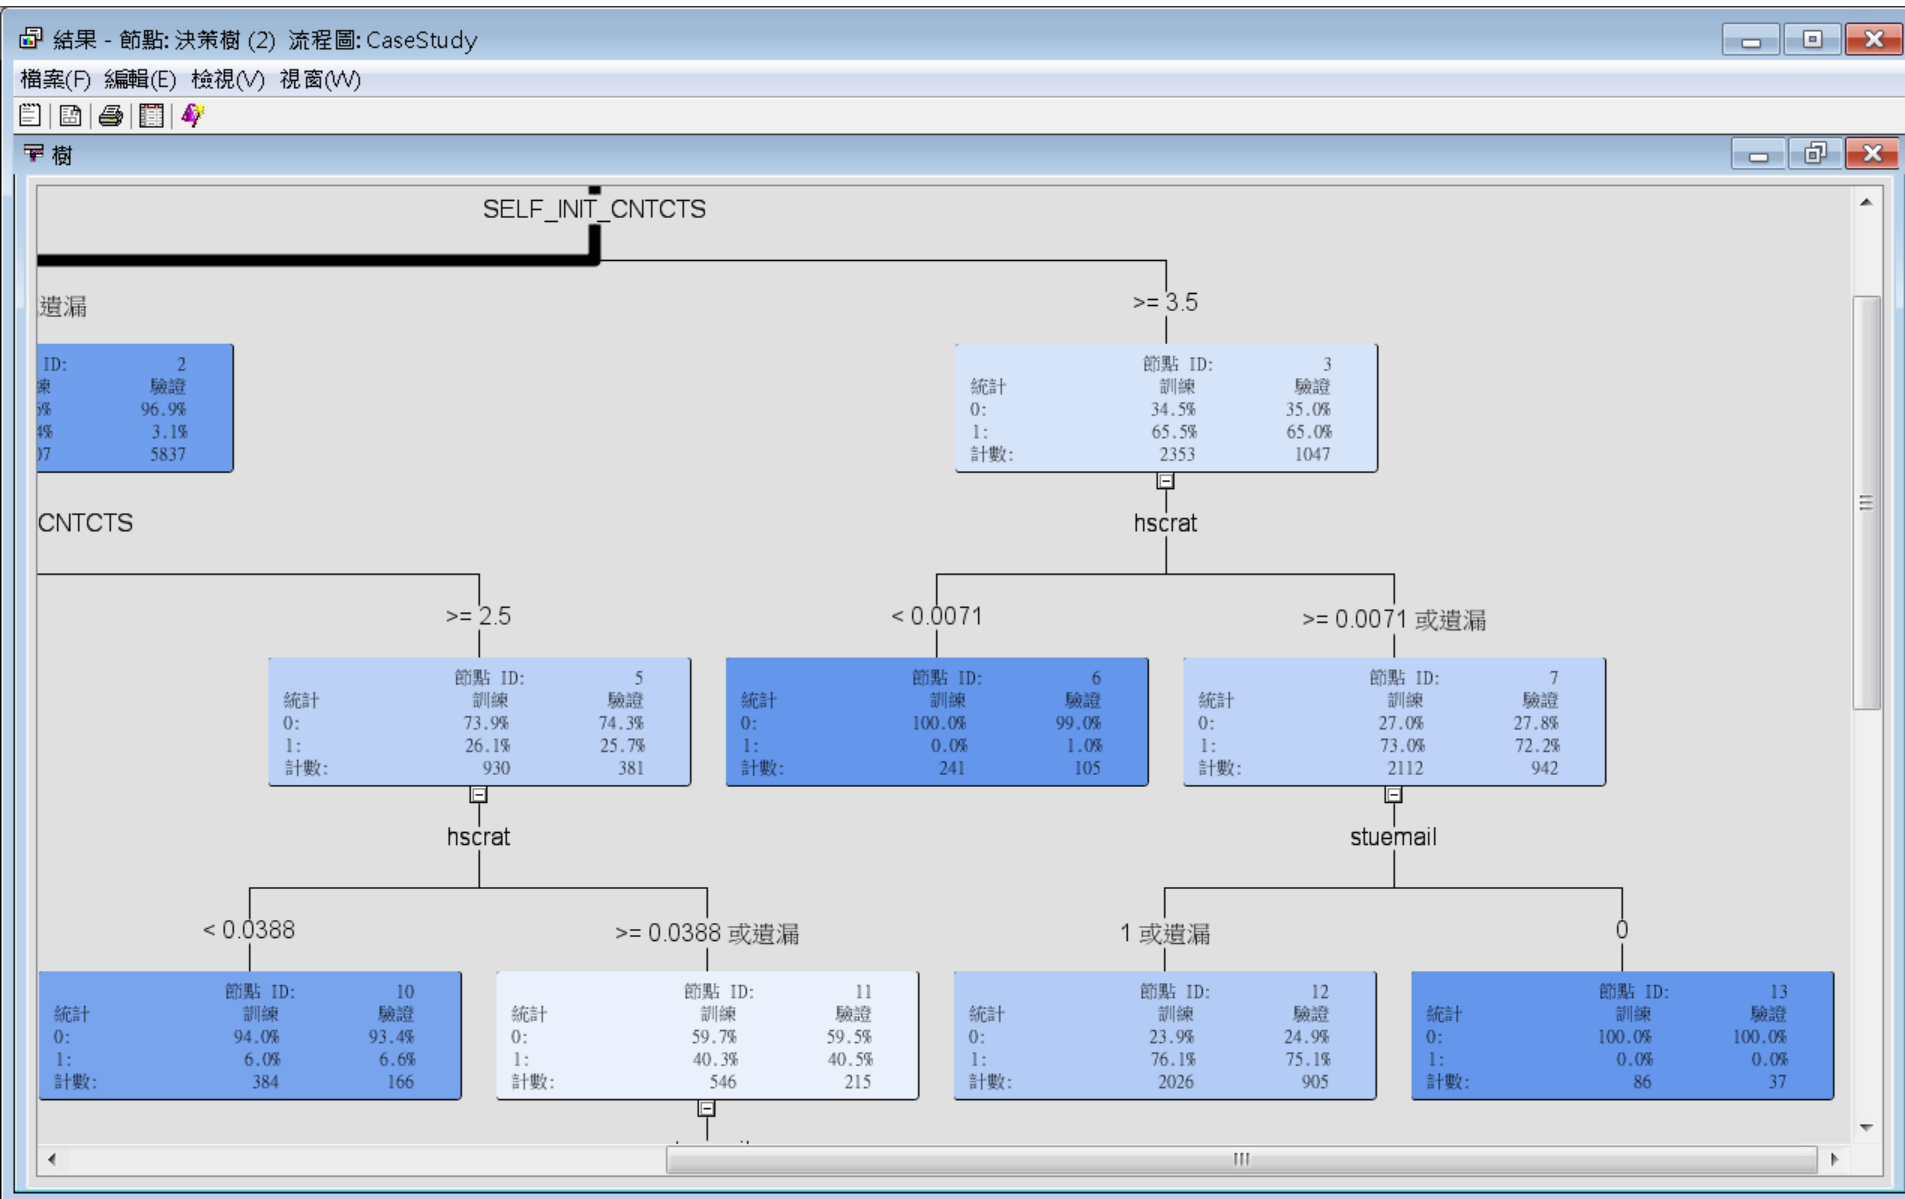 結果 - 節點: 決策樹 (2) 流程圖: CaseStudy
檔案(F) 編輯(E) 檢視(V) 視窗(W)
樹
SELF_INIT_CNTCTS
遺漏
>= 3.5
ID: 2
驗證
96.9%
3.1%
5837
節點 ID: 3
統計 訓練 驗證
0: 34.5% 35.0%
1: 65.5% 65.0%
計數: 2353 1047
CNTCTS
hscrat
>= 2.5
< 0.0071
>= 0.0071 或遺漏
節點 ID: 5
統計 訓練 驗證
0: 73.9% 74.3%
1: 26.1% 25.7%
計數: 930 381
節點 ID: 6
統計 訓練 驗證
0: 100.0% 99.0%
1: 0.0% 1.0%
計數: 241 105
節點 ID: 7
統計 訓練 驗證
0: 27.0% 27.8%
1: 73.0% 72.2%
計數: 2112 942
hscrat
stuemail
< 0.0388
>= 0.0388 或遺漏
1 或遺漏
0
節點 ID: 10
統計 訓練 驗證
0: 94.0% 93.4%
1: 6.0% 6.6%
計數: 384 166
節點 ID: 11
統計 訓練 驗證
0: 59.7% 59.5%
1: 40.3% 40.5%
計數: 546 215
節點 ID: 12
統計 訓練 驗證
0: 23.9% 24.9%
1: 76.1% 75.1%
計數: 2026 905
節點 ID: 13
統計 訓練 驗證
0: 100.0% 100.0%
1: 0.0% 0.0%
計數: 86 37